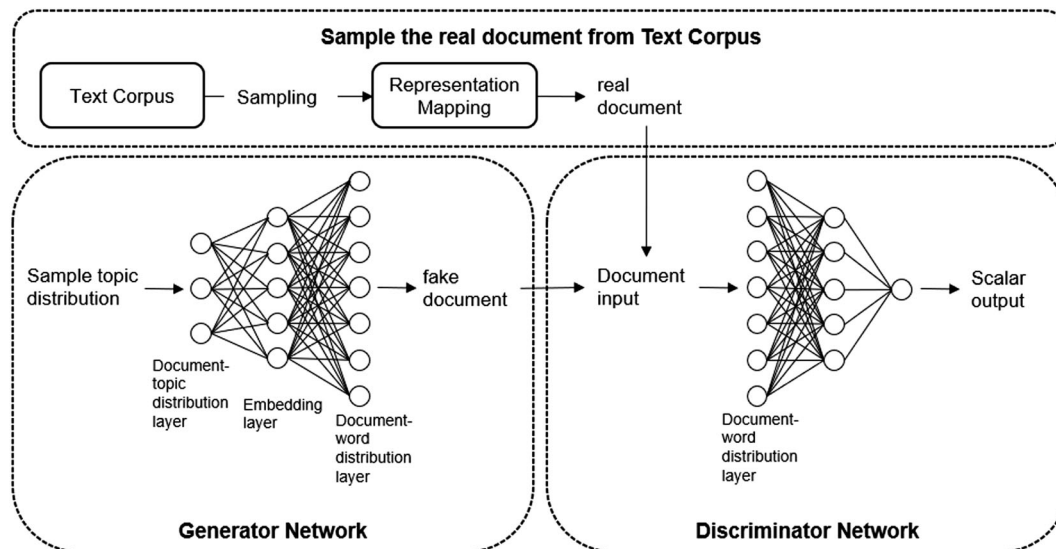 Sample the real document from Text Corpus
Text Corpus
Sampling
Representation
Mapping
real
document
Sample topic
distribution
Document-
topic
distribution
layer
Embedding
layer
Document-
word
distribution
layer
fake
document
Generator Network
Document
input
Document-
word
distribution
layer
Scalar
output
Discriminator Network